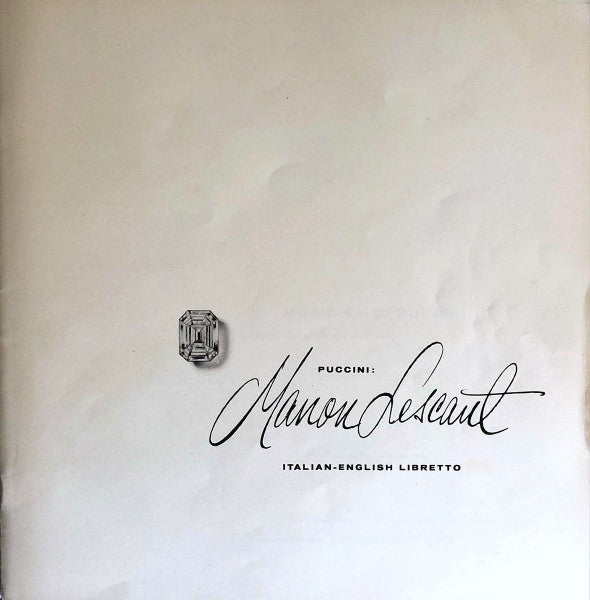 PUCCINI:
Manon Lescaut
ITALIAN-ENGLISH LIBRETTO